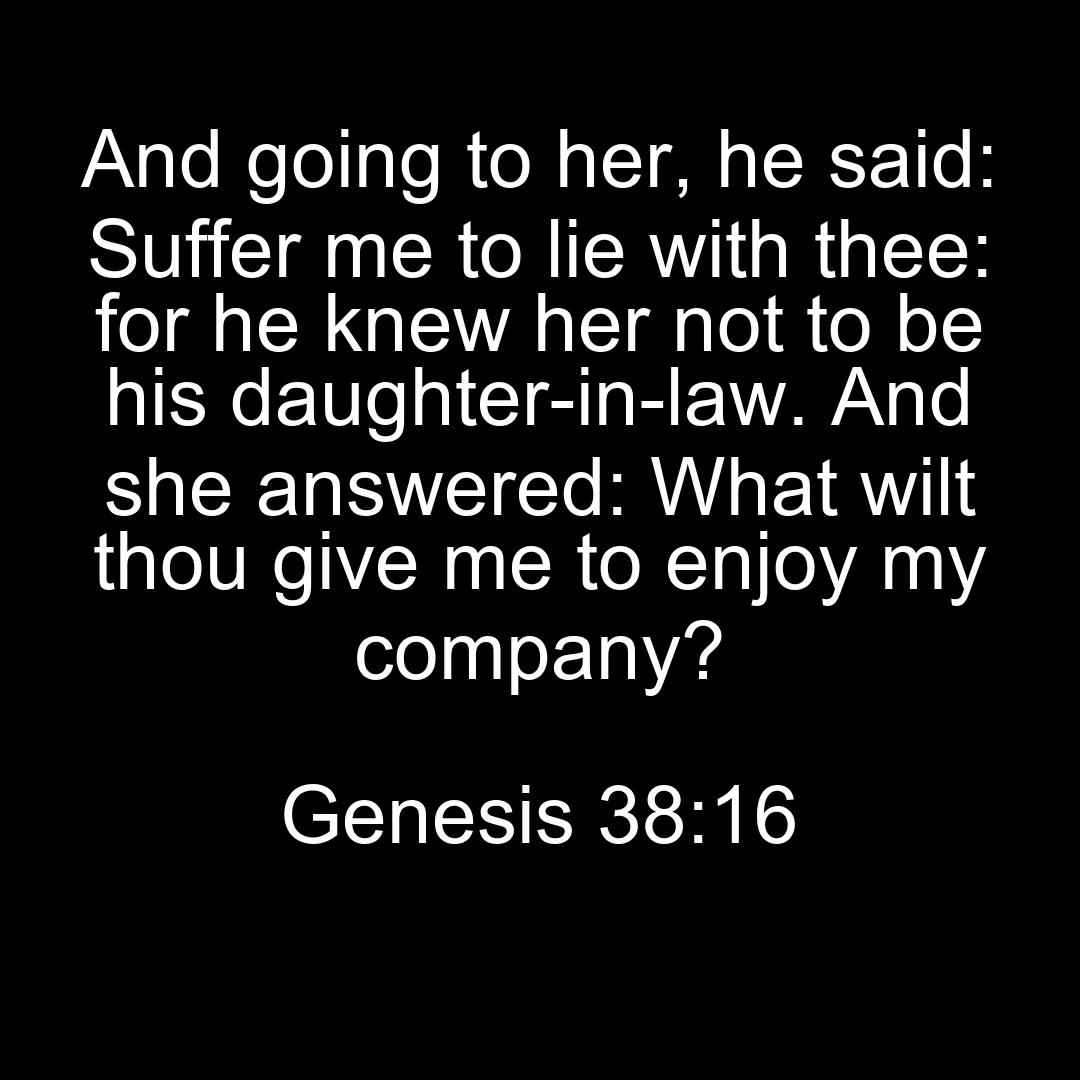 And going to her, he said:
Suffer me to lie with thee:
for he knew her not to be
his daughter-in-law. And
she answered: What wilt
thou give me to enjoy my
company?
Genesis 38:16